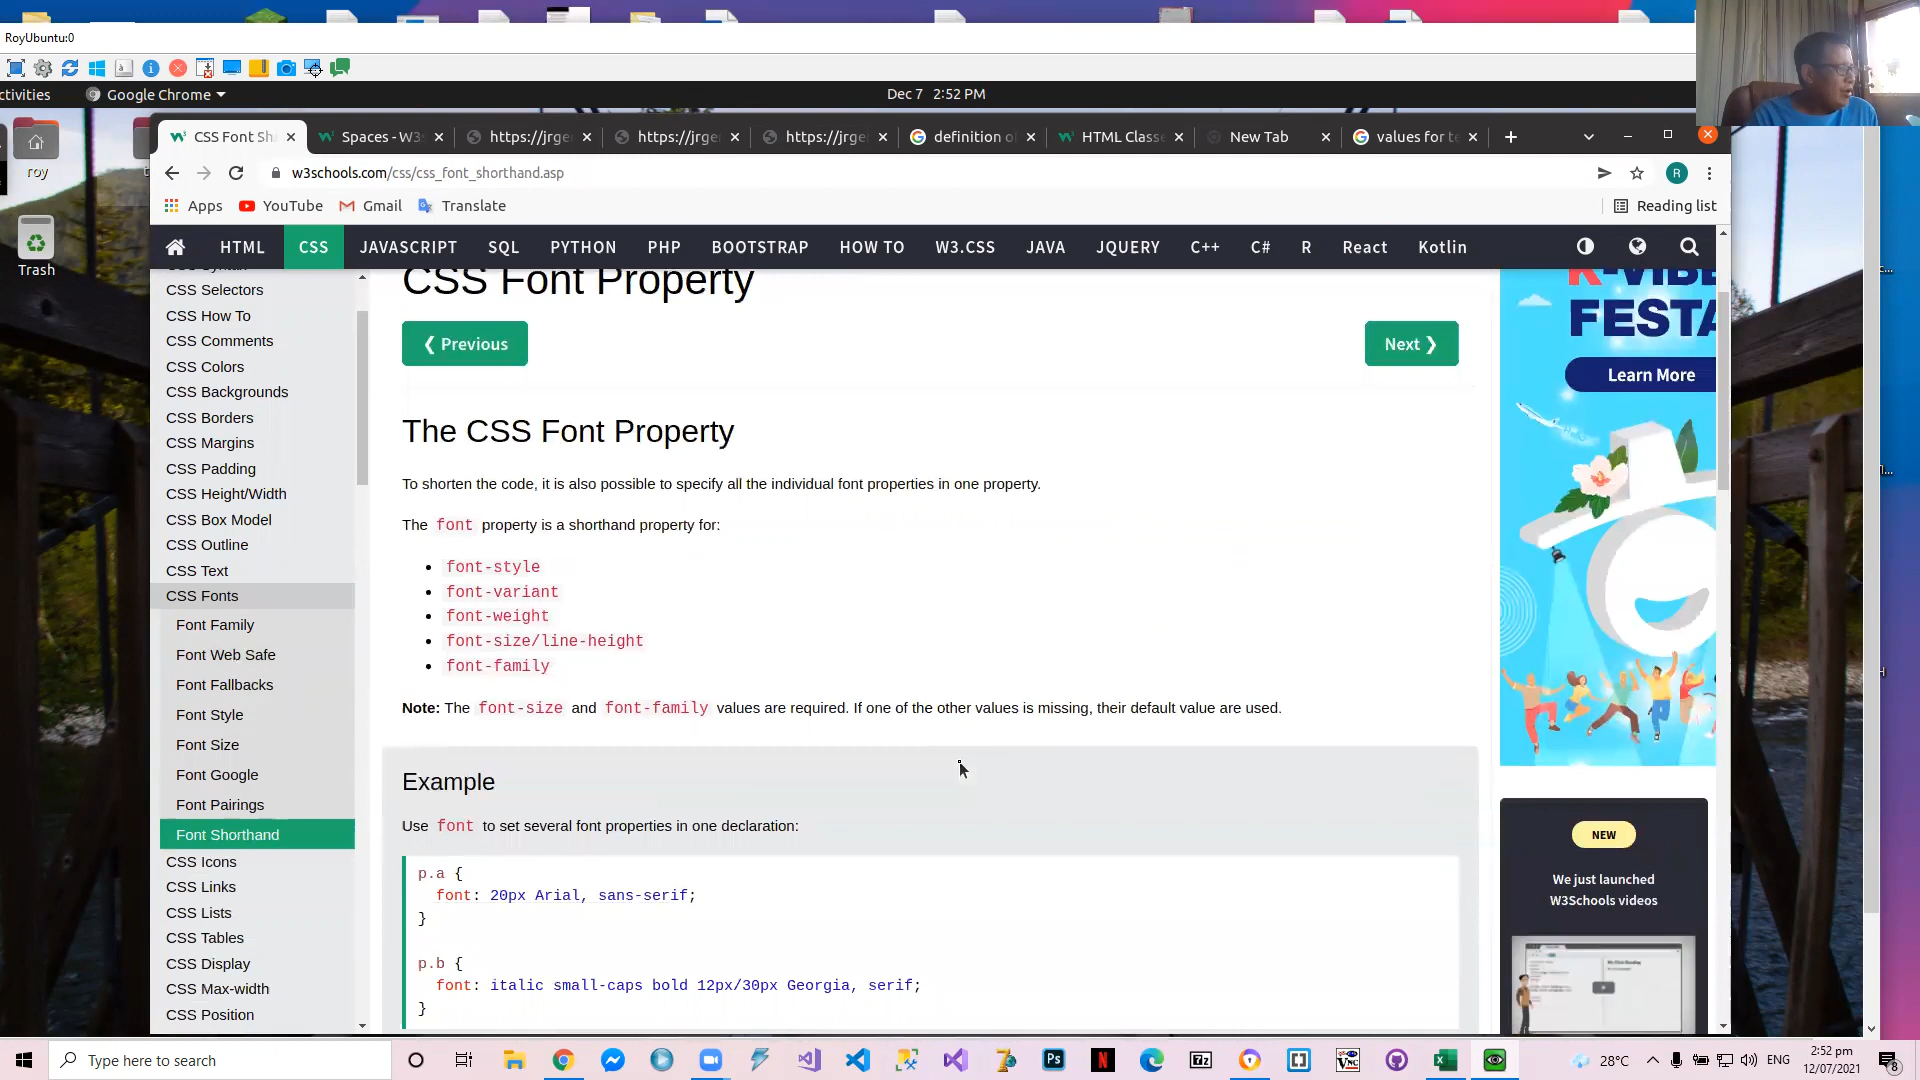 RoyUbuntu:0
ctivities
Google Chrome
Dec 7 2:52 PM
CSS Font Sh
Spaces - W3
https://jrge
https://jrge
https://jrge
definition o
HTML Classe
New Tab
values for te
w3schools.com/css/css_font_shorthand.asp
R
Apps
YouTube
Gmail
Translate
Reading list
roy
Trash
HTML
CSS
JAVASCRIPT
SQL
PYTHON
PHP
BOOTSTRAP
HOW TO
W3.CSS
JAVA
JQUERY
C++
C#
R
React
Kotlin
CSS Syntax
CSS Selectors
CSS How To
CSS Comments
CSS Colors
CSS Backgrounds
CSS Borders
CSS Margins
CSS Padding
CSS Height/Width
CSS Box Model
CSS Outline
CSS Text
CSS Fonts
Font Family
Font Web Safe
Font Fallbacks
Font Style
Font Size
Font Google
Font Pairings
Font Shorthand
CSS Icons
CSS Links
CSS Lists
CSS Tables
CSS Display
CSS Max-width
CSS Position
CSS Font Property
❮ Previous
Next ❯
The CSS Font Property
To shorten the code, it is also possible to specify all the individual font properties in one property.
The font property is a shorthand property for:
font-style
font-variant
font-weight
font-size/line-height
font-family
Note: The font-size and font-family values are required. If one of the other values is missing, their default value are used.
Example
Use font to set several font properties in one declaration:
p.a {
font: 20px Arial, sans-serif;
}
p.b {
font: italic small-caps bold 12px/30px Georgia, serif;
}
K-VIBE
FESTA
Learn More
NEW
We just launched
W3Schools videos
Type here to search
Ps
N
7z
28°C
ENG
2:52 pm
12/07/2021
8